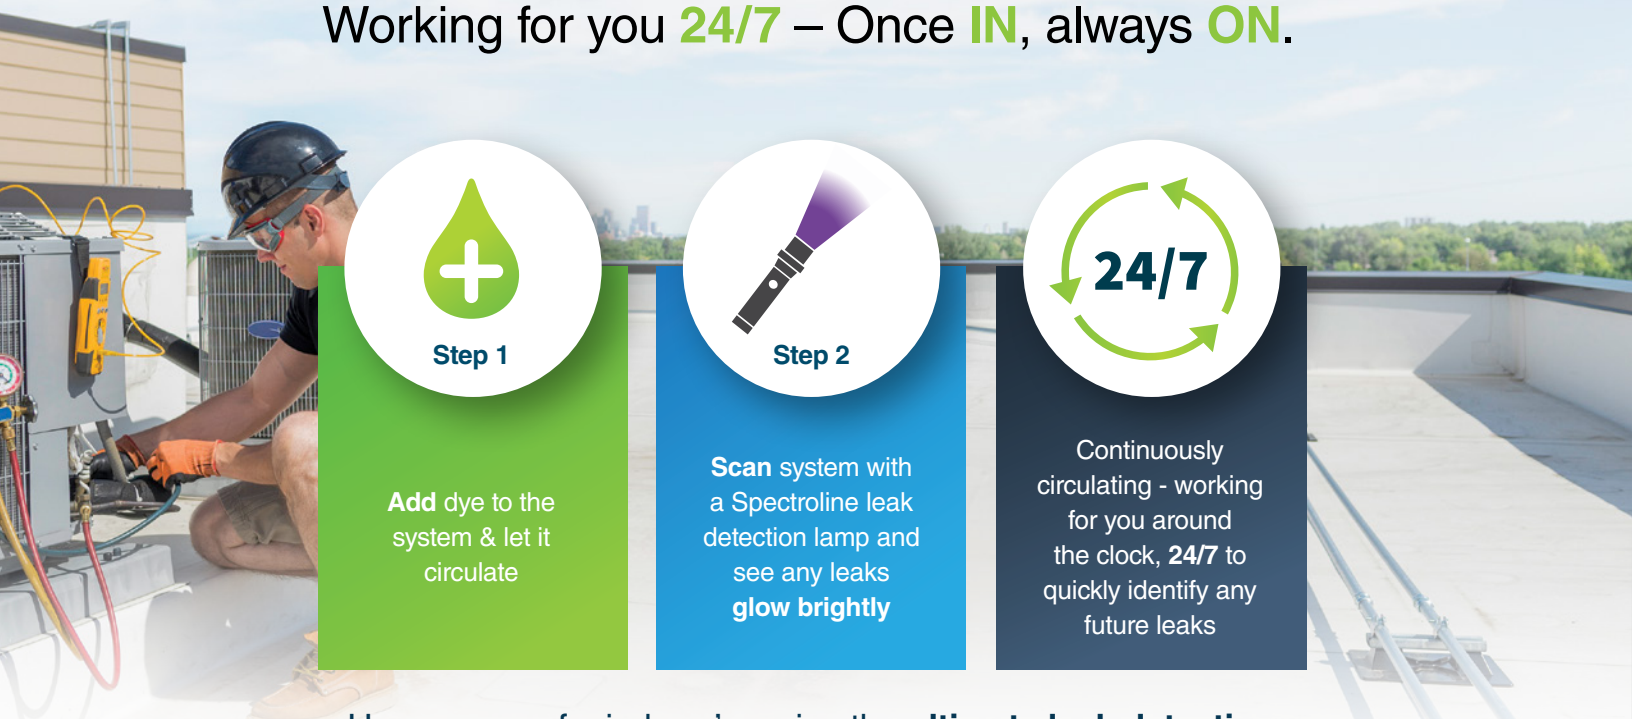 Working for you 24/7 – Once IN, always ON.
Step 1
Add dye to the
system & let it
circulate
Step 2
Scan system with
a Spectroline leak
detection lamp and
see any leaks
glow brightly
24/7
Continuously
circulating - working
for you around
the clock, 24/7 to
quickly identify any
future leaks